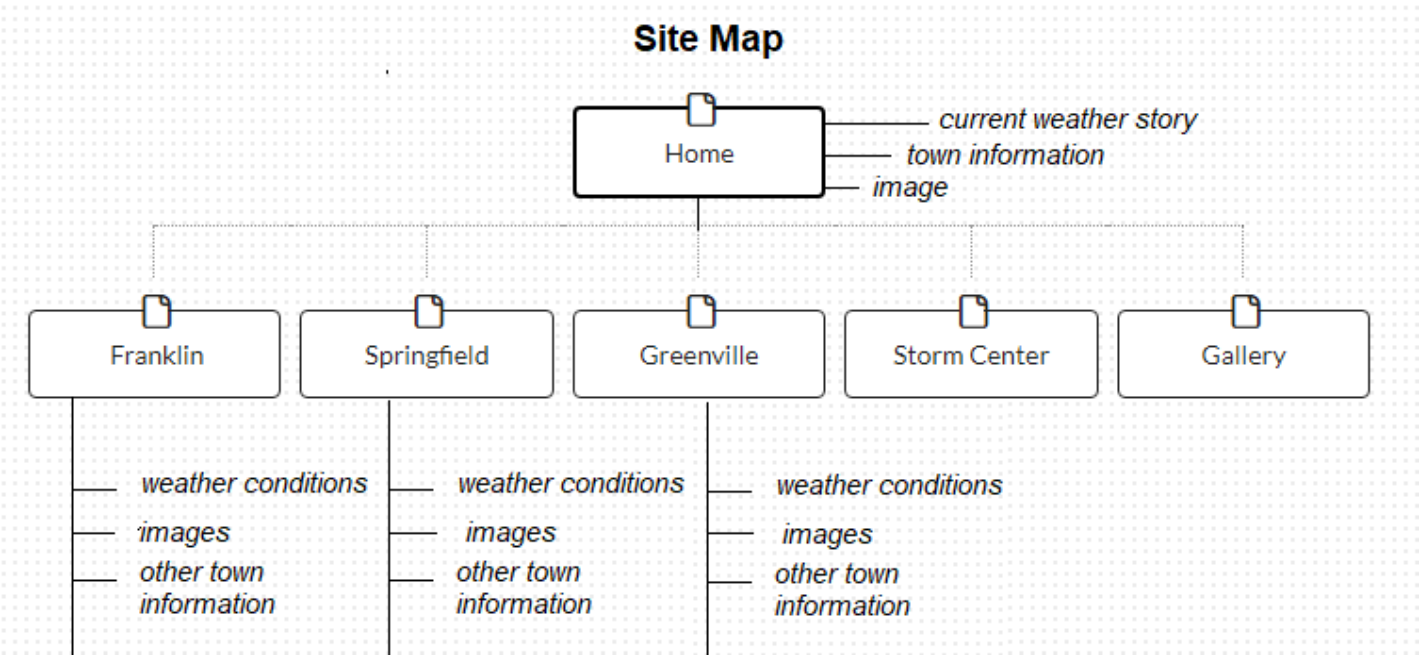 Site Map
Home
current weather story
town information
image
Franklin
Springfield
Greenville
Storm Center
Gallery
weather conditions
images
other town
information
weather conditions
images
other town
information
weather conditions
images
other town
information